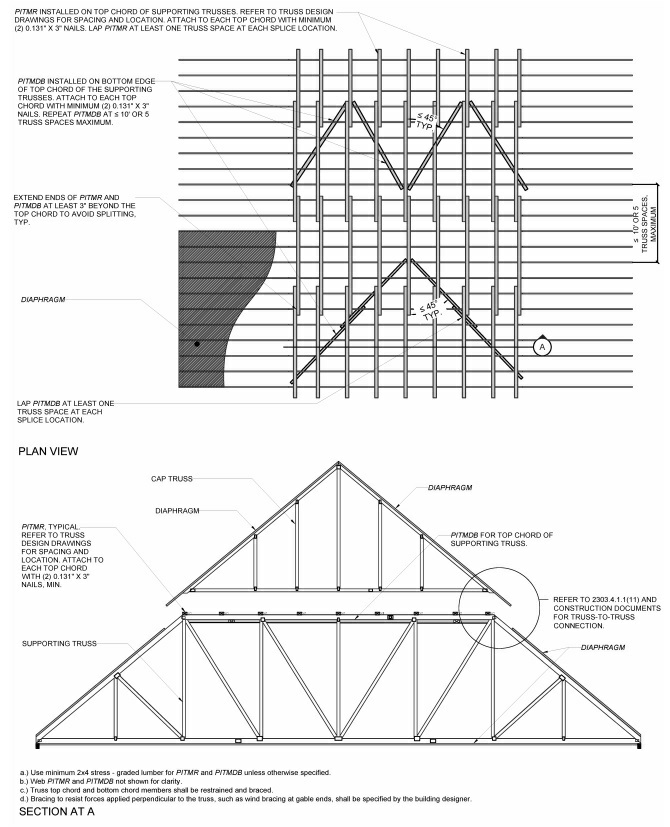 PITMR INSTALLED ON TOP CHORD OF SUPPORTING TRUSSES. REFER TO TRUSS DESIGN
DRAWINGS FOR SPACING AND LOCATION. ATTACH TO EACH TOP CHORD WITH MINIMUM
(2) 0.131" X 3" NAILS. LAP PITMR AT LEAST ONE TRUSS SPACE AT EACH SPLICE LOCATION.
PITMDB INSTALLED ON BOTTOM EDGE
OF TOP CHORD OF THE SUPPORTING
TRUSSES. ATTACH TO EACH TOP
CHORD WITH MINIMUM (2) 0.131" X 3"
NAILS. REPEAT PITMDB AT ≤ 10' OR 5
TRUSS SPACES MAXIMUM.
≤ 45°
TYP.
EXTEND ENDS OF PITMR AND
PITMDB AT LEAST 3" BEYOND THE
TOP CHORD TO AVOID SPLITTING,
TYP.
≤ 10' OR 5
TRUSS SPACES,
MAXIMUM
DIAPHRAGM
≤ 45°
TYP.
A
LAP PITMDB AT LEAST ONE
TRUSS SPACE AT EACH
SPLICE LOCATION.
PLAN VIEW
CAP TRUSS
DIAPHRAGM
DIAPHRAGM
PITMR, TYPICAL.
REFER TO TRUSS
DESIGN DRAWINGS
FOR SPACING AND
LOCATION. ATTACH TO
EACH TOP CHORD
WITH (2) 0.131" X 3"
NAILS, MIN.
PITMDB FOR TOP CHORD OF
SUPPORTING TRUSS.
REFER TO 2303.4.1.1(11) AND
CONSTRUCTION DOCUMENTS
FOR TRUSS-TO-TRUSS
CONNECTION.
SUPPORTING TRUSS
DIAPHRAGM
a.) Use minimum 2x4 stress - graded lumber for PITMR and PITMDB unless otherwise specified.
b.) Web PITMR and PITMDB not shown for clarity.
c.) Truss top chord and bottom chord members shall be restrained and braced.
d.) Bracing to resist forces applied perpendicular to the truss, such as wind bracing at gable ends, shall be specified by the building designer.
SECTION AT A